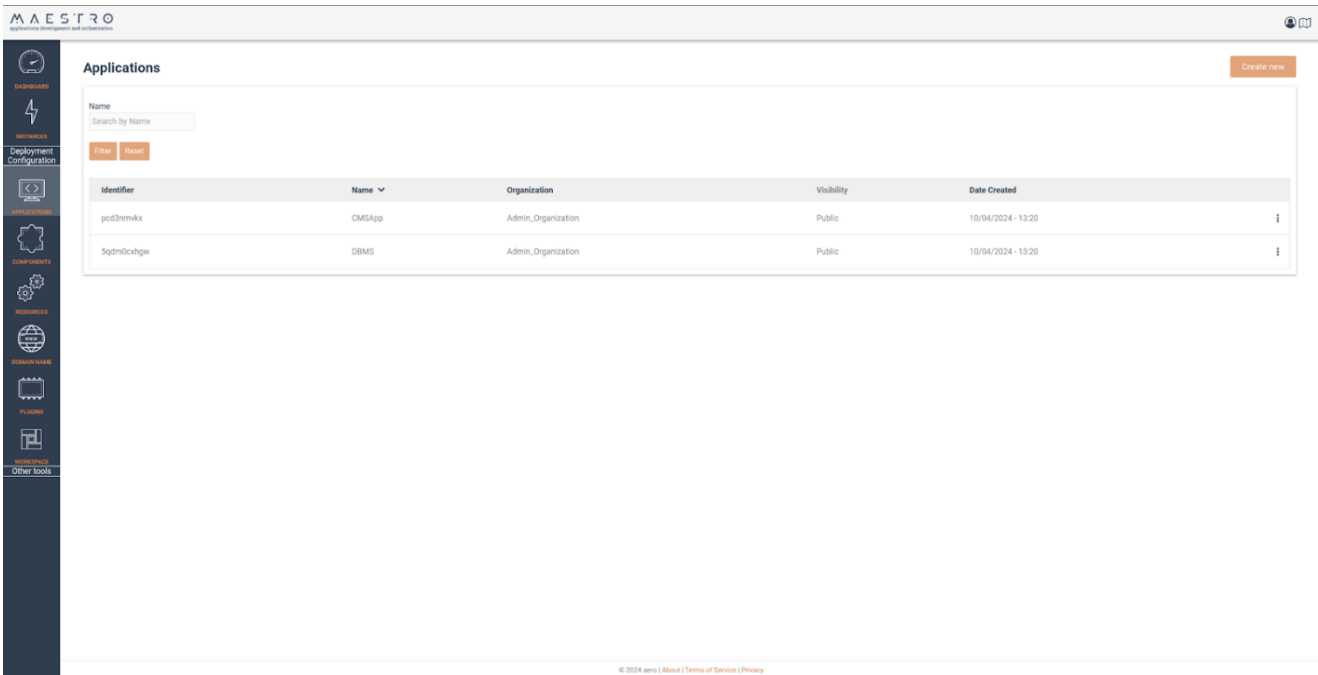 MAESTRO
applications development and orchestration
DASHBOARD
INSTANCES
Deployment
Configuration
APPLICATIONS
COMPONENTS
RESOURCES
WWW
DOMAIN NAME
PLUGINS
WORKSPACE
Other tools
Applications
Create new
Name
Search by Name
Filter Reset
Identifier Name Organization Visibility Date Created
pcd3nrnvkx CMSApp Admin_Organization Public 10/04/2024 - 13:20
5qdm0cxhgw DBMS Admin_Organization Public 10/04/2024 - 13:20
© 2024 aero | About | Terms of Service | Privacy